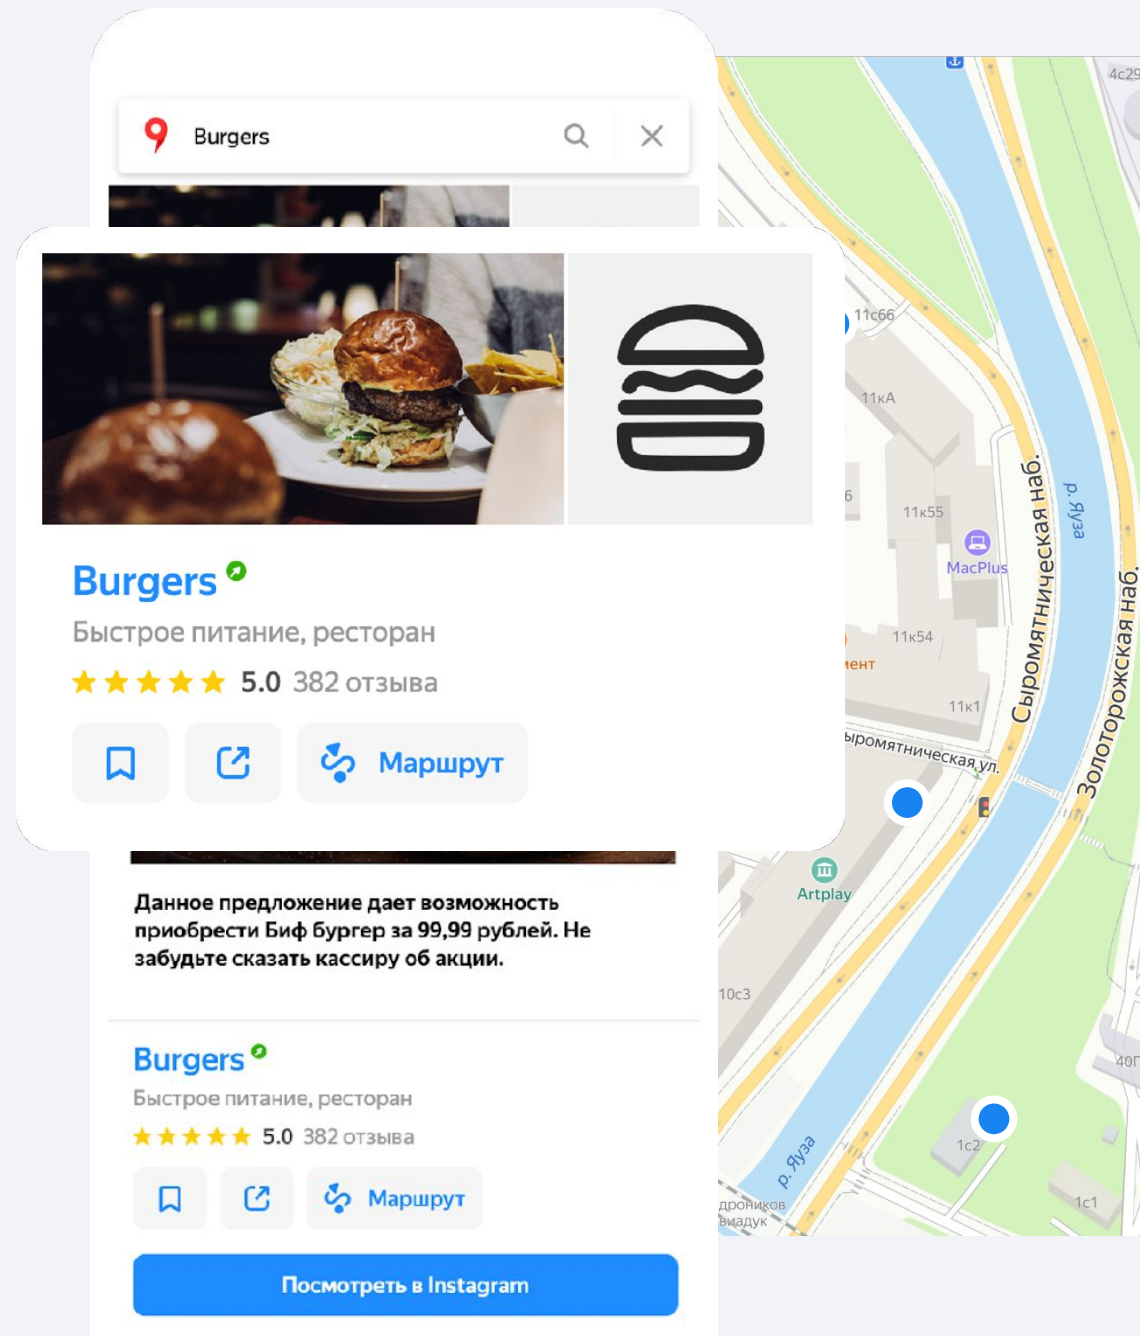 Burgers
Burgers
Быстрое питание, ресторан
5.0 382 отзыва
Маршрут
Данное предложение дает возможность
приобрести Биф бургер за 99,99 рублей. Не
забудьте сказать кассиру об акции.
Burgers
Быстрое питание, ресторан
5.0 382 отзыва
Маршрут
Посмотреть в Instagram
4с29
11с66
11кА
11к55
MacPlus
р. Яуза
Сыромятническая наб.
Золоторожская наб.
11к54
11к1
ыромятническая ул.
Artplay
10с3
1с2
р. Яуза
1с1